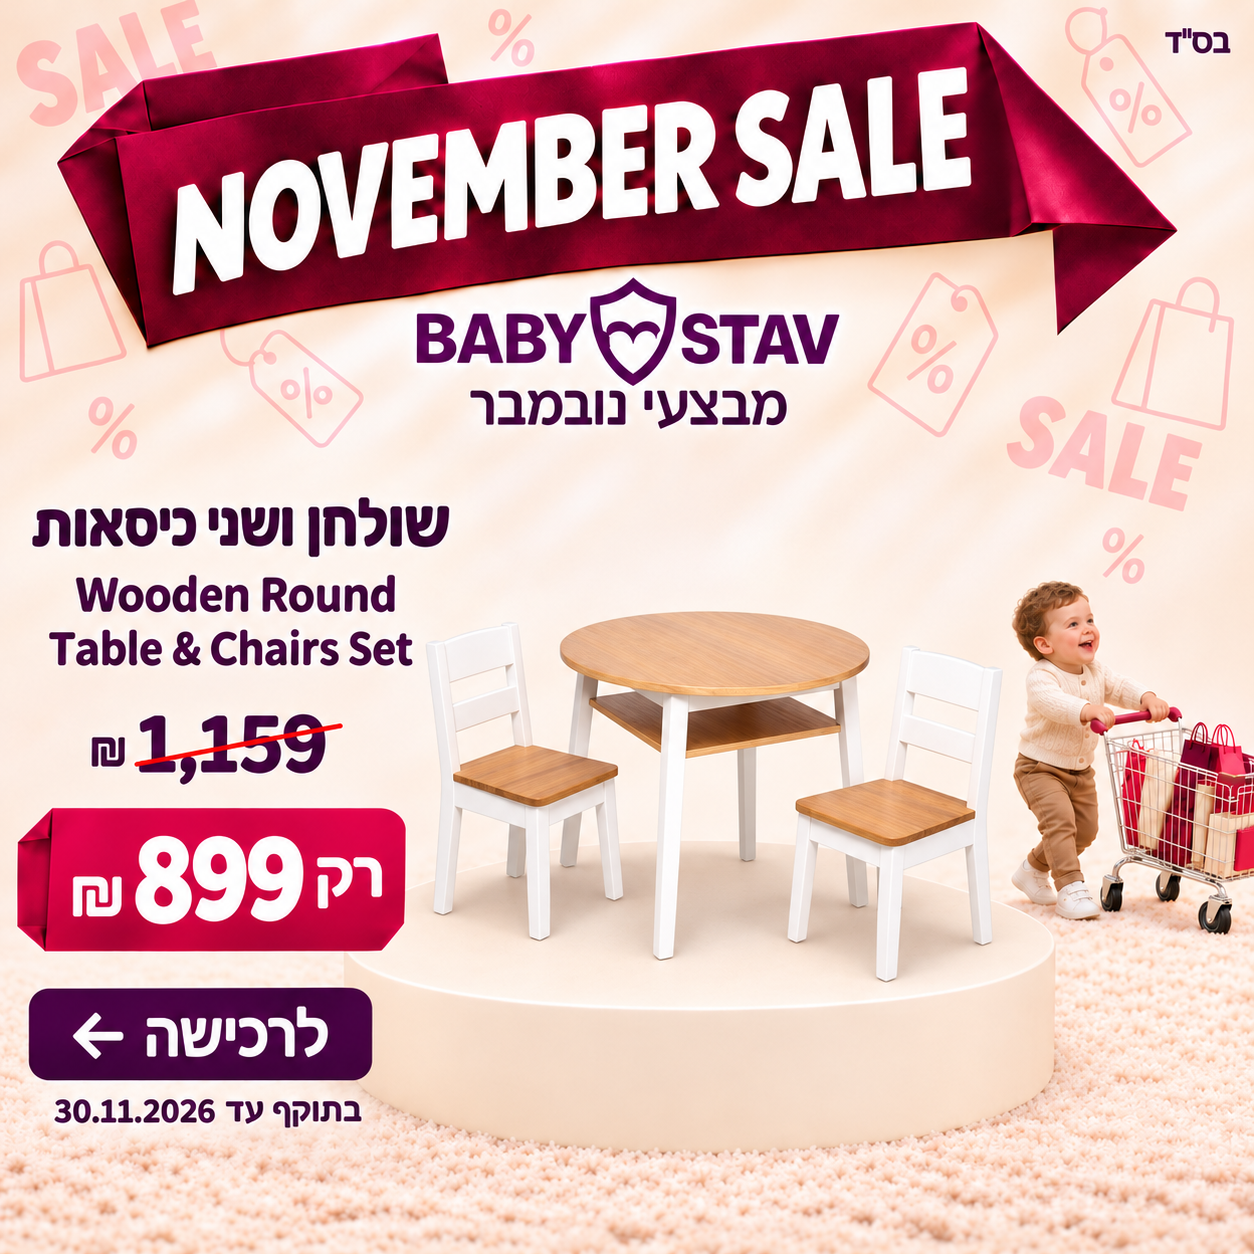 בס"ד
SALE
%
NOVEMBER SALE
%
BABY STAV
מבצעי נובמבר
%
%
%
SALE
%
שולחן ושני כיסאות
Wooden Round
Table & Chairs Set
1,159 ₪
רק 899 ₪
לרכישה ←
בתוקף עד 30.11.2026